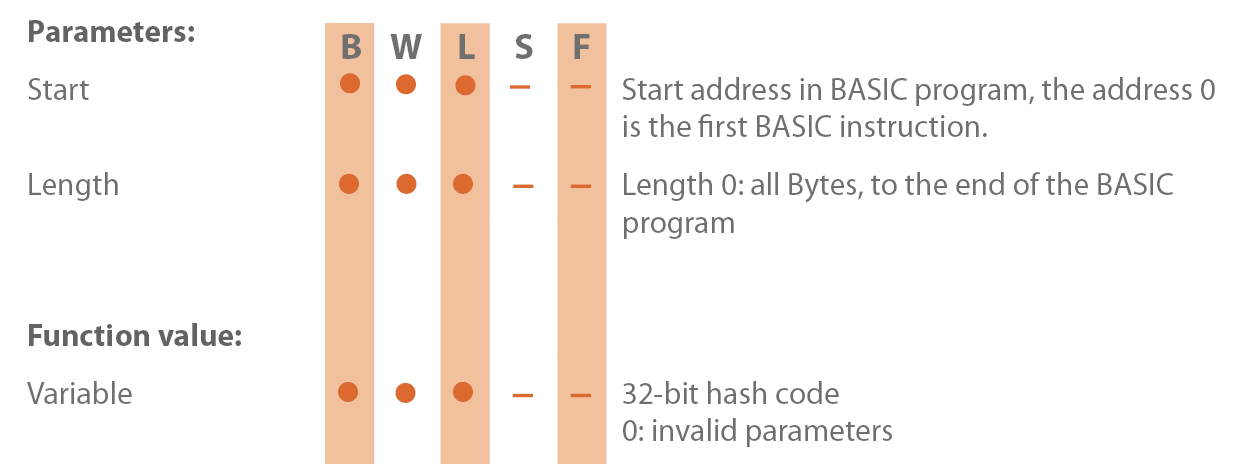 Parameters:
B W L S F
Start ● ● ● – – Start address in BASIC program, the address 0
is the first BASIC instruction.
Length ● ● ● – – Length 0: all Bytes, to the end of the BASIC
program
Function value:
Variable ● ● ● – – 32-bit hash code
0: invalid parameters